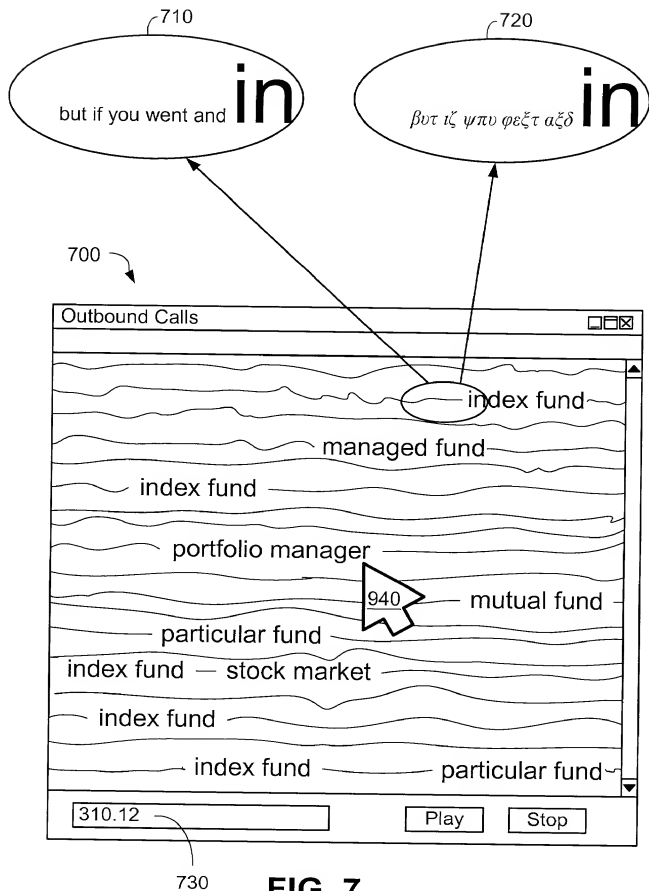 710
720
but if you went and in
βυτ ιζ ψπυ φεξτ αξδ in
700
Outbound Calls
index fund
managed fund
index fund
portfolio manager
940
mutual fund
particular fund
index fund stock market
index fund
index fund particular fund
310.12
Play Stop
730
FIG. 7